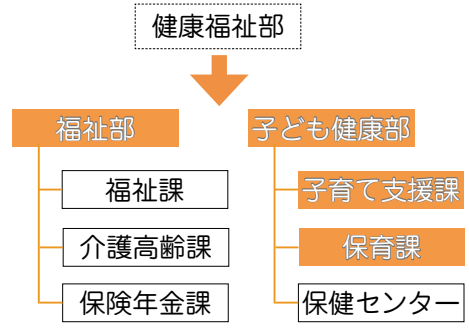 健康福祉部
福祉部
福祉課
介護高齢課
保険年金課
子ども健康部
子育て支援課
保育課
保健センター